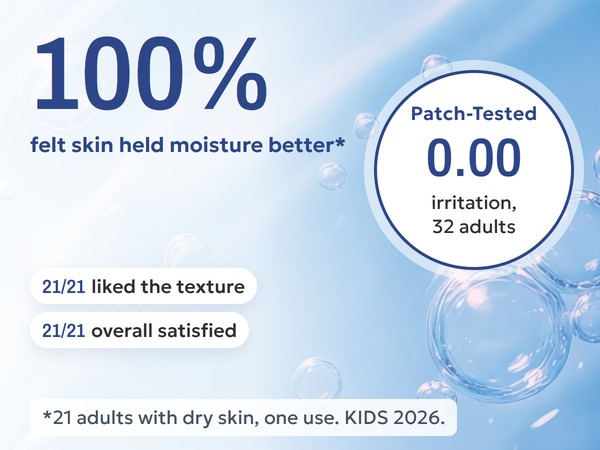 100%
felt skin held moisture better*
Patch-Tested
0.00
irritation,
32 adults
21/21 liked the texture
21/21 overall satisfied
*21 adults with dry skin, one use. KIDS 2026.